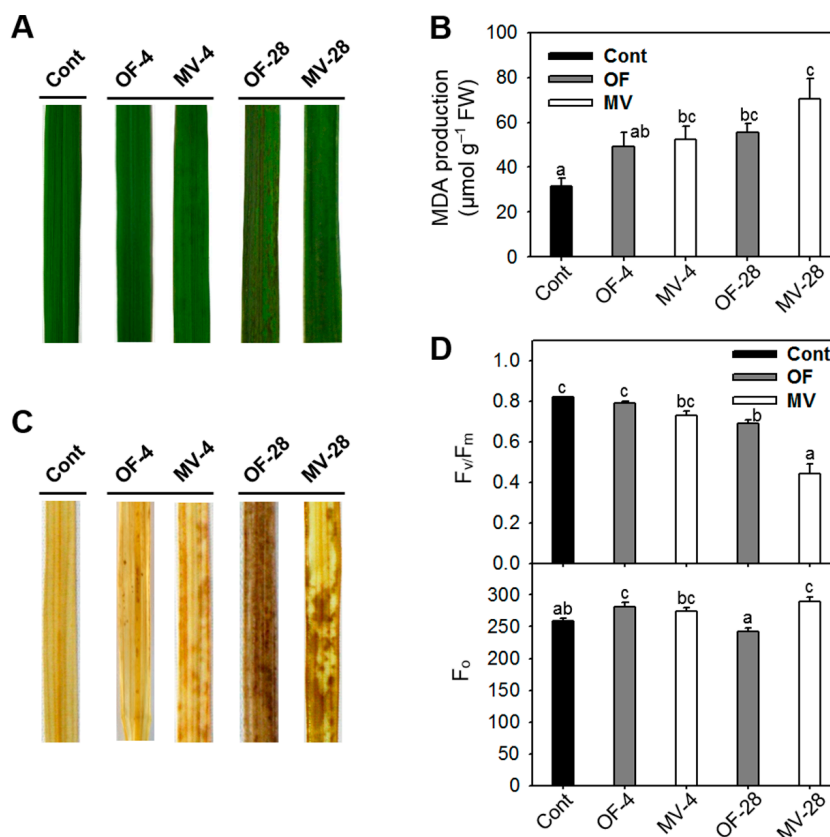 A
Cont
OF-4
MV-4
OF-28
MV-28
B
MDA production
(µmol g⁻¹ FW)
100
80
60
40
20
0
Cont
OF
MV
a
ab
bc
bc
c
Cont
OF-4
MV-4
OF-28
MV-28
C
Cont
OF-4
MV-4
OF-28
MV-28
D
Fv/Fm
1.0
0.8
0.6
0.4
0.2
0.0
Cont
OF
MV
c
c
bc
b
a
Fo
300
250
200
150
100
50
0
ab
c
bc
a
c
Cont
OF-4
MV-4
OF-28
MV-28